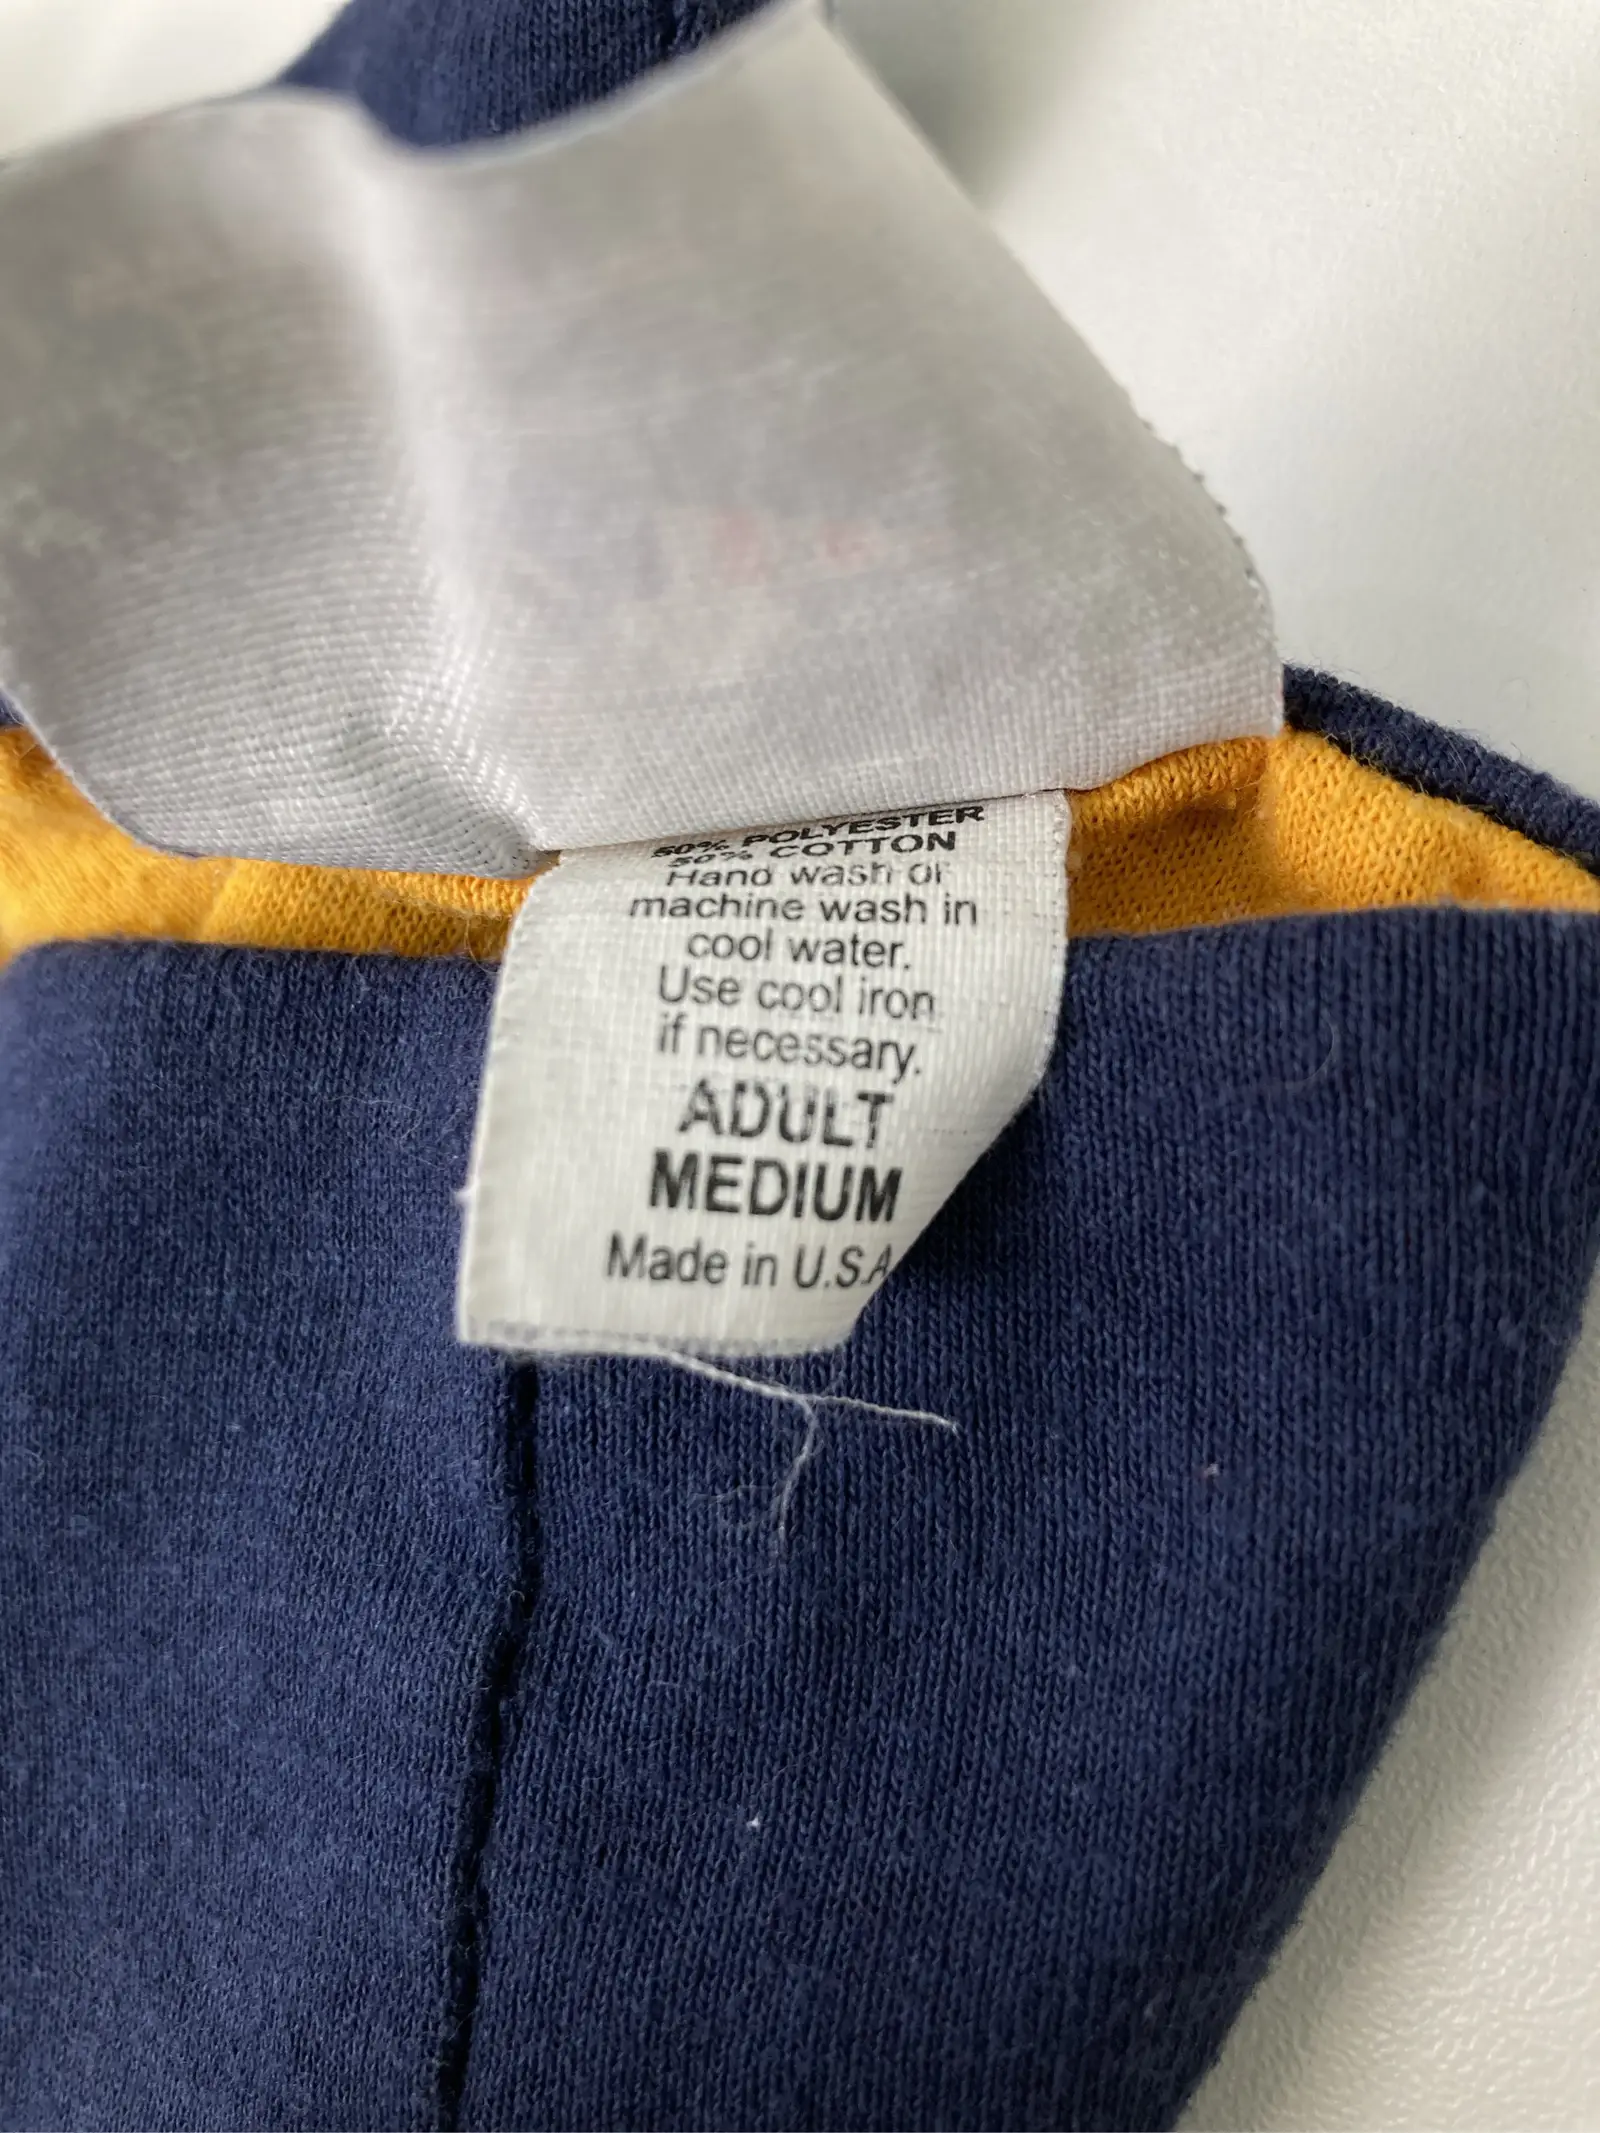 50% POLYESTER
50% COTTON
Hand wash or
machine wash in
cool water.
Use cool iron
if necessary.
ADULT
MEDIUM
Made in U.S.A